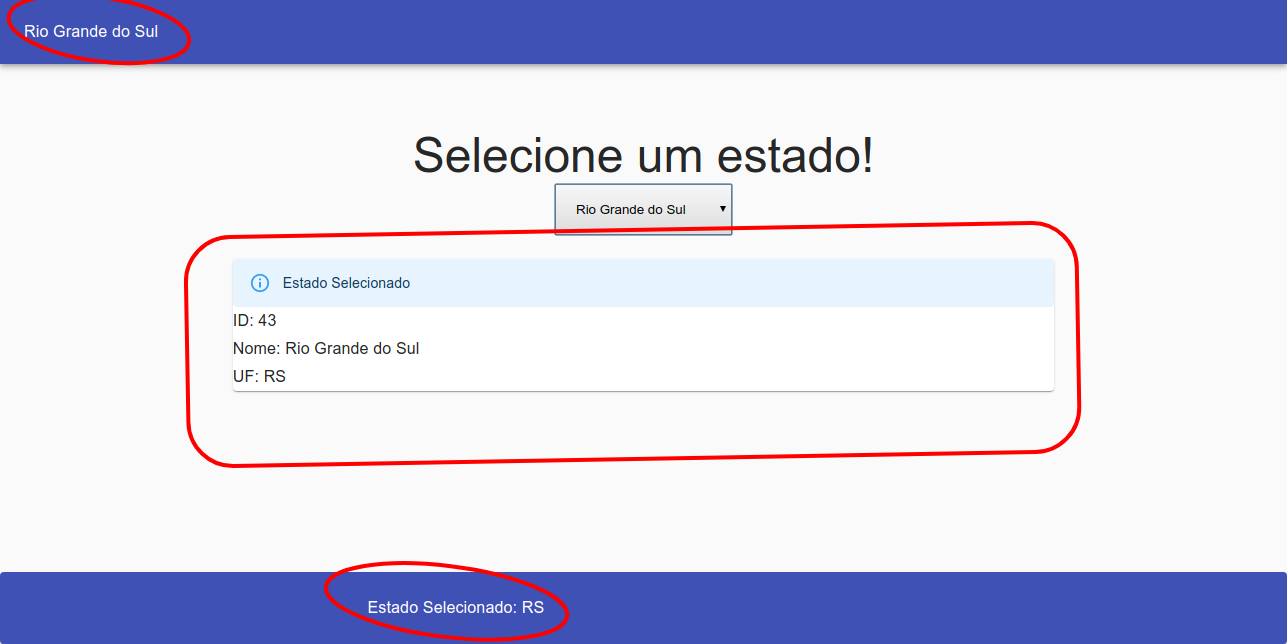 Rio Grande do Sul
Selecione um estado!
Rio Grande do Sul
Estado Selecionado
ID: 43
Nome: Rio Grande do Sul
UF: RS
Estado Selecionado: RS